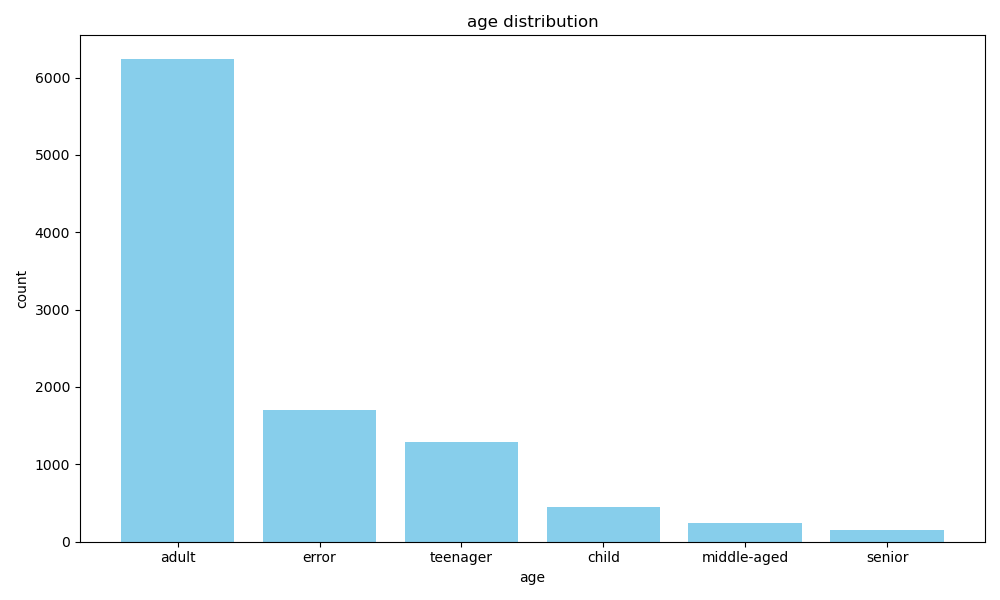 age distribution
6000
5000
4000
3000
2000
1000
0
count
adult error teenager child middle-aged senior
age